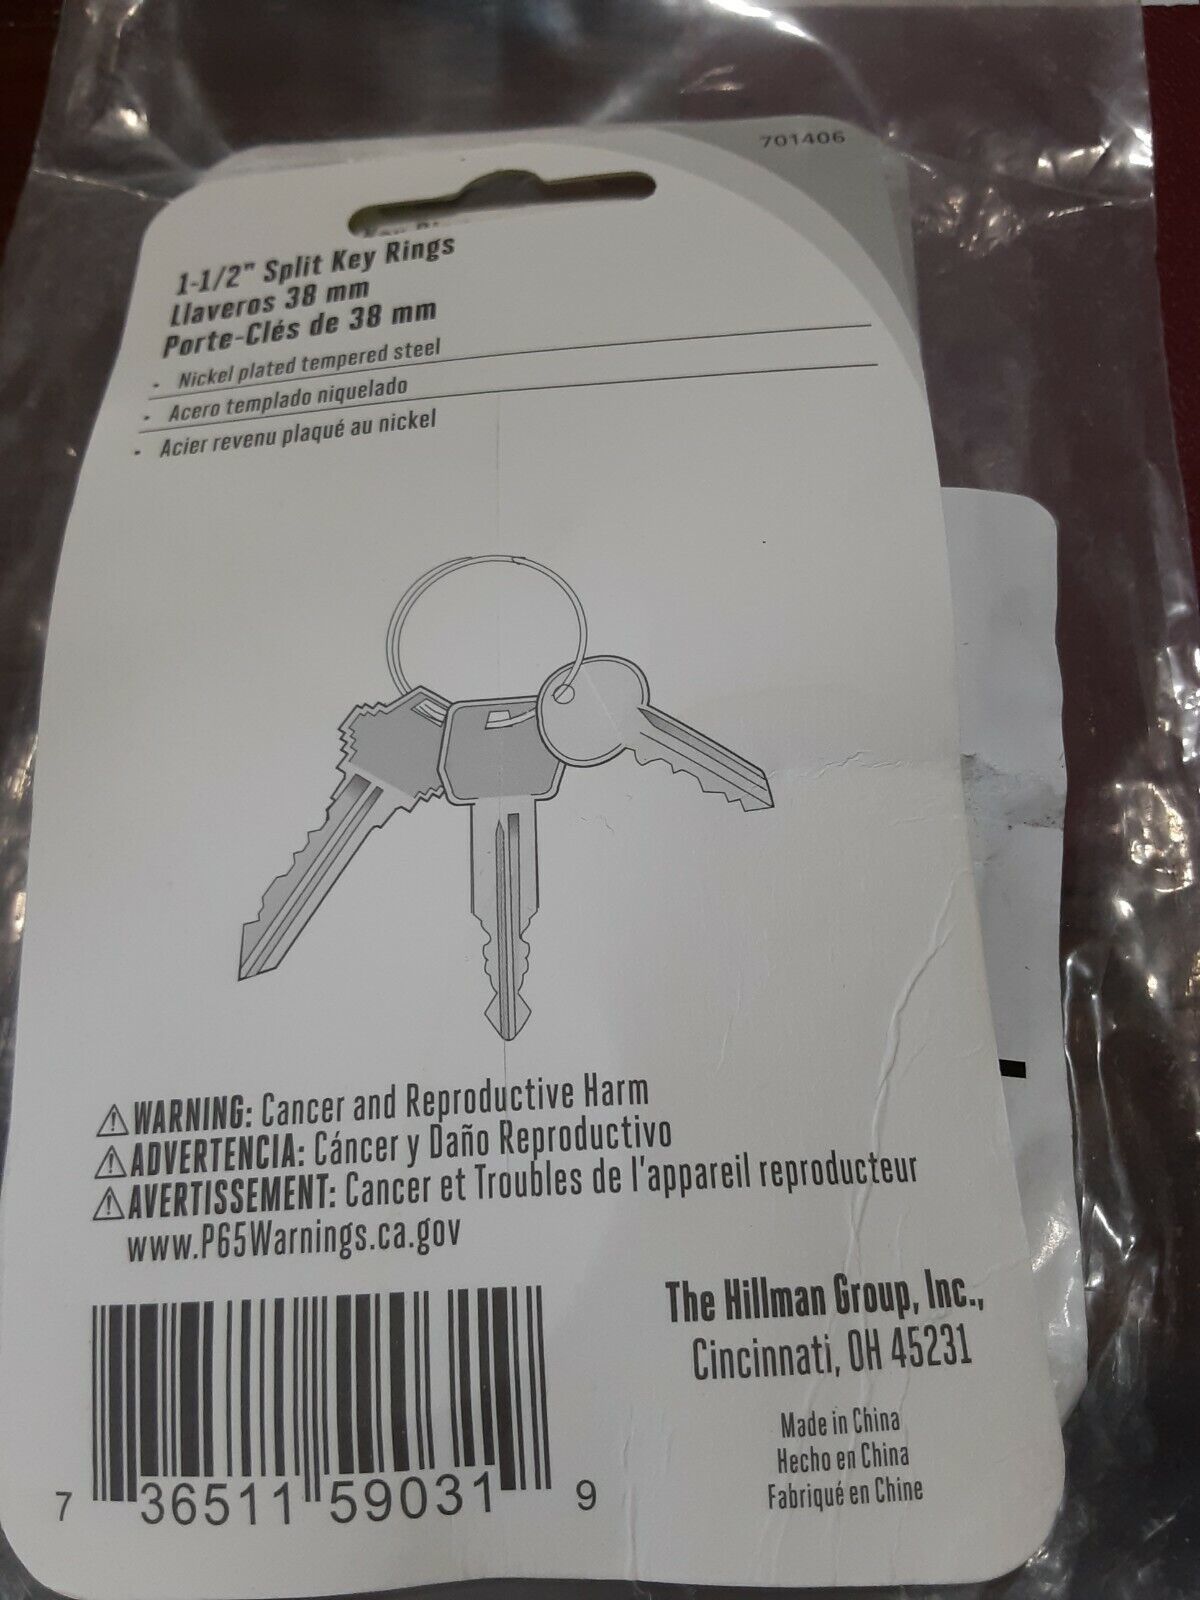 701406
1-1/2" Split Key Rings
Llaveros 38 mm
Porte-Clés de 38 mm
• Nickel plated tempered steel
• Acero templado niquelado
• Acier revenu plaqué au nickel
⚠ WARNING: Cancer and Reproductive Harm
⚠ ADVERTENCIA: Cáncer y Daño Reproductivo
⚠ AVERTISSEMENT: Cancer et Troubles de l'appareil reproducteur
www.P65Warnings.ca.gov
The Hillman Group, Inc.,
Cincinnati, OH 45231
Made in China
Hecho en China
Fabriqué en Chine
7 36511 59031 9